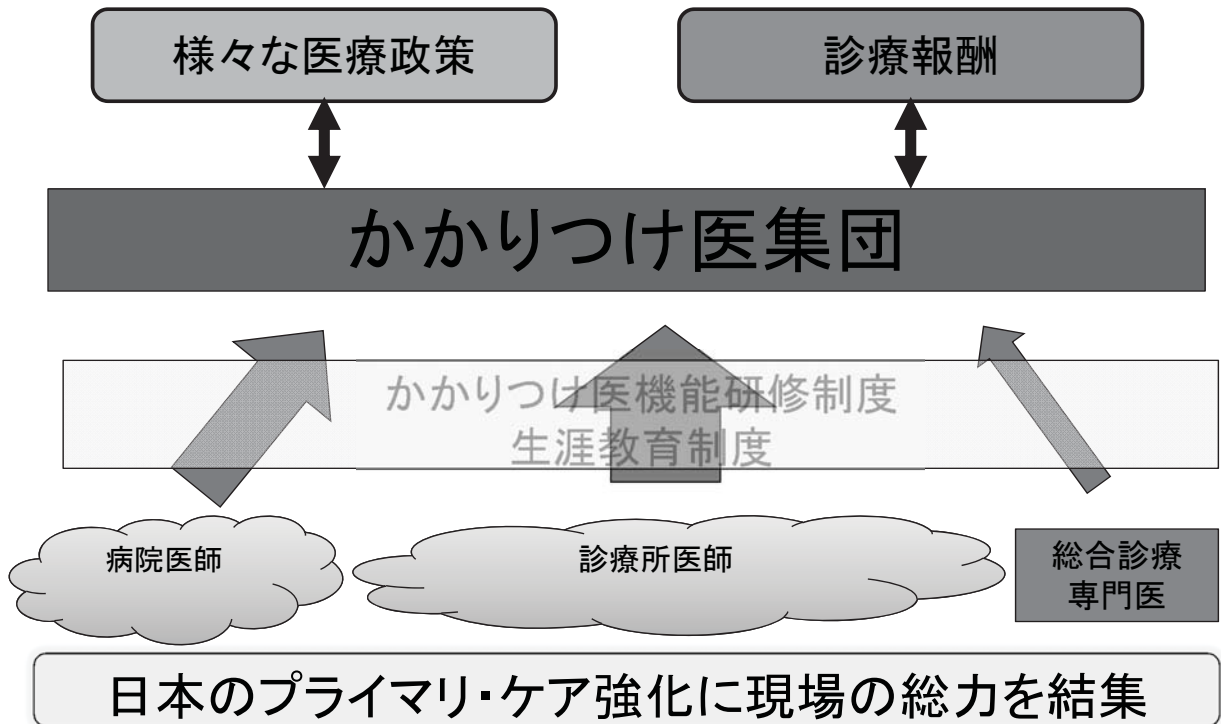 様々な医療政策
診療報酬
かかりつけ医集団
かかりつけ医機能研修制度
生涯教育制度
病院医師
診療所医師
総合診療
専門医
日本のプライマリ・ケア強化に現場の総力を結集